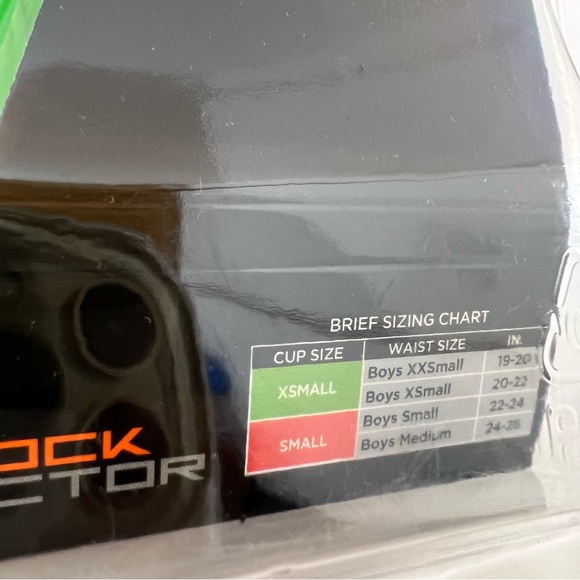 BRIEF SIZING CHART
CUP SIZE WAIST SIZE IN.
XSMALL Boys XXSmall 19-20
Boys XSmall 20-22
SMALL Boys Small 22-24
Boys Medium 24-26
OCK
CTOR